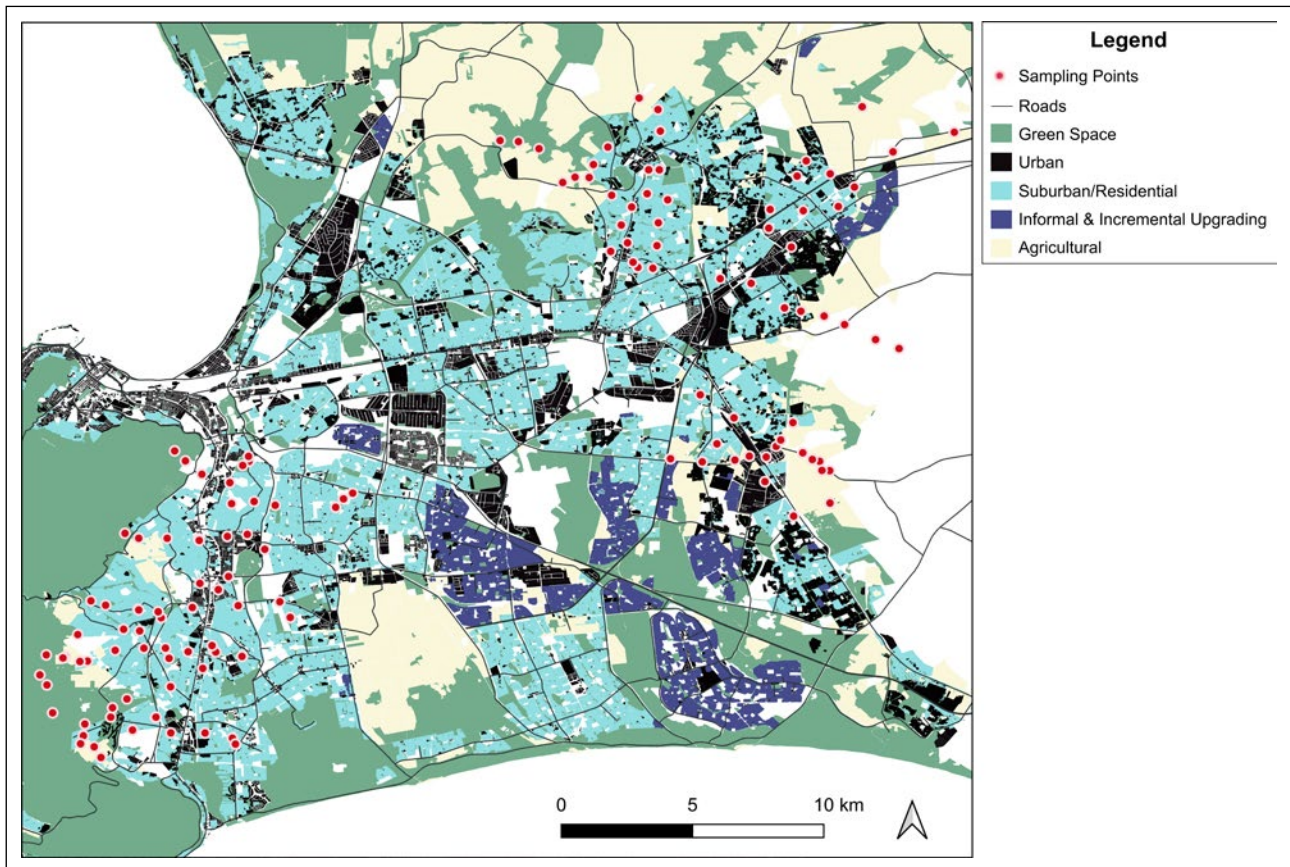 Legend
Sampling Points
Roads
Green Space
Urban
Suburban/Residential
Informal & Incremental Upgrading
Agricultural
0 5 10 km